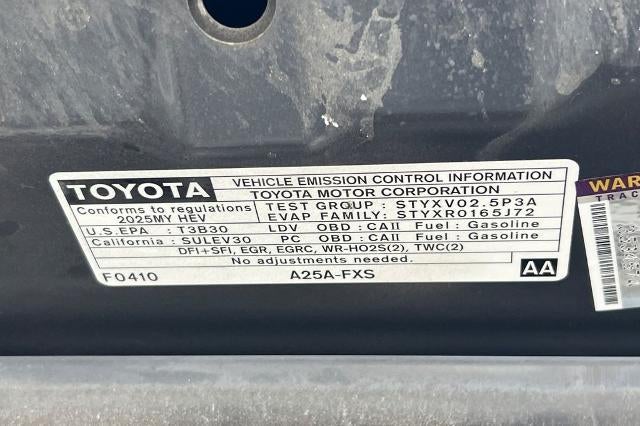 TOYOTA VEHICLE EMISSION CONTROL INFORMATION
TOYOTA MOTOR CORPORATION
Conforms to regulations TEST GROUP : STYXV02.5P3A
2025MY HEV EVAP FAMILY: STYXR0165J72
U.S.EPA : T3B30 LDV OBD : CAII Fuel : Gasoline
California : SULEV30 PC OBD : CAII Fuel : Gasoline
DFI+SFI, EGR, EGRC, WR-HO2S(2), TWC(2)
No adjustments needed.
F0410 A25A-FXS AA
WAR
TRAC